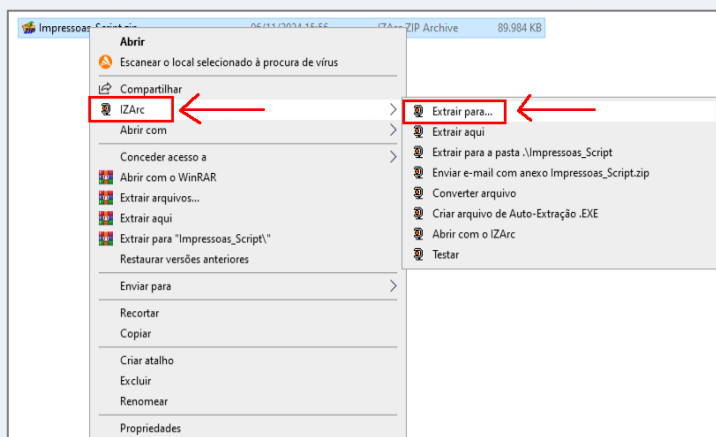 Impressoas_Script.zip 06/11/2024 15:56 IZArc ZIP Archive 89.984 KB
Abrir
Escanear o local selecionado à procura de vírus
Compartilhar
IZArc
Abrir com
Conceder acesso a
Abrir com o WinRAR
Extrair arquivos...
Extrair aqui
Extrair para "Impressoas_Script\"
Restaurar versões anteriores
Enviar para
Recortar
Copiar
Criar atalho
Excluir
Renomear
Propriedades
Extrair para...
Extrair aqui
Extrair para a pasta .\Impressoas_Script
Enviar e-mail com anexo Impressoas_Script.zip
Converter arquivo
Criar arquivo de Auto-Extração .EXE
Abrir com o IZArc
Testar